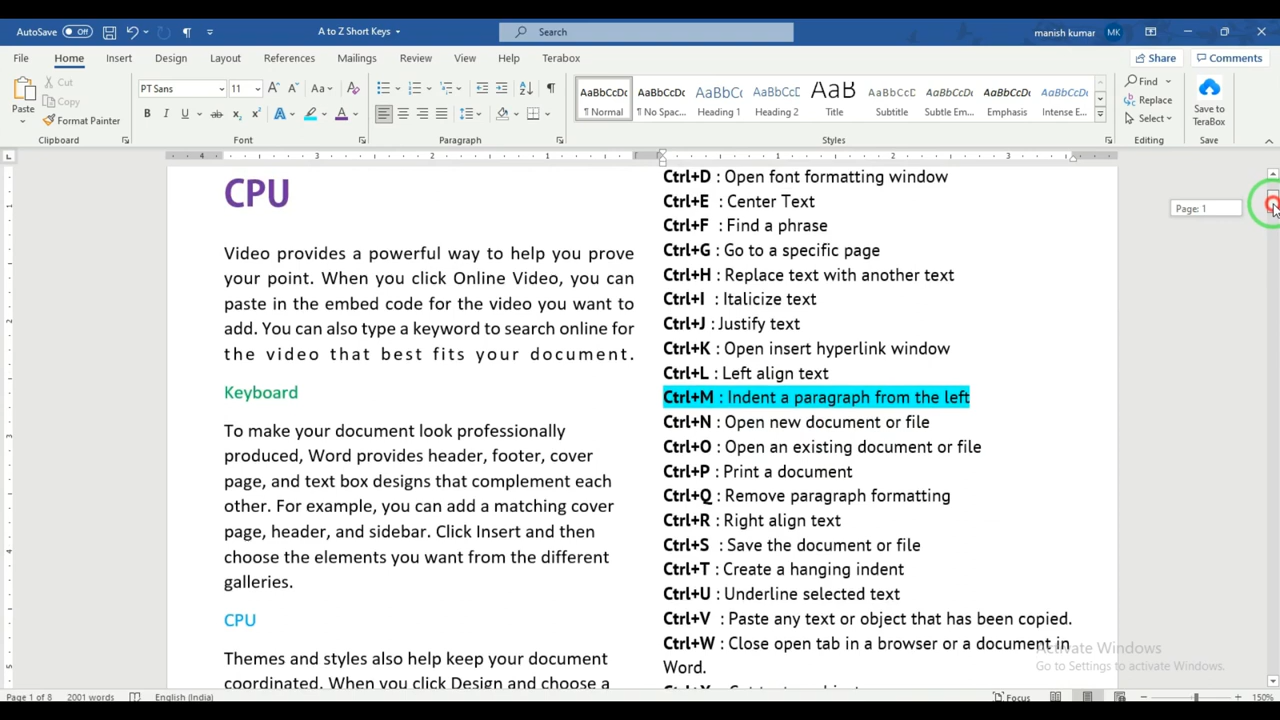 AutoSave Off
A to Z Short Keys
Search
manish kumar MK
File Home Insert Design Layout References Mailings Review View Help Terabox
Share Comments
Paste
Cut
Copy
Format Painter
PT Sans 11
Aa
AaBbCcDc AaBbCcDc AaBbCc AaBbCcD AaB AaBbCcD AaBbCcDc AaBbCcDc AaBbCcDc
¶ Normal ¶ No Spac... Heading 1 Heading 2 Title Subtitle Subtle Em... Emphasis Intense E...
Find
Replace
Select
Save to
TeraBox
Clipboard Font Paragraph Styles Editing Save
Page: 1
CPU
Video provides a powerful way to help you prove
your point. When you click Online Video, you can
paste in the embed code for the video you want to
add. You can also type a keyword to search online for
the video that best fits your document.
Keyboard
To make your document look professionally
produced, Word provides header, footer, cover
page, and text box designs that complement each
other. For example, you can add a matching cover
page, header, and sidebar. Click Insert and then
choose the elements you want from the different
galleries.
CPU
Themes and styles also help keep your document
coordinated. When you click Design and choose a
Ctrl+D : Open font formatting window
Ctrl+E : Center Text
Ctrl+F : Find a phrase
Ctrl+G : Go to a specific page
Ctrl+H : Replace text with another text
Ctrl+I : Italicize text
Ctrl+J : Justify text
Ctrl+K : Open insert hyperlink window
Ctrl+L : Left align text
Ctrl+M : Indent a paragraph from the left
Ctrl+N : Open new document or file
Ctrl+O : Open an existing document or file
Ctrl+P : Print a document
Ctrl+Q : Remove paragraph formatting
Ctrl+R : Right align text
Ctrl+S : Save the document or file
Ctrl+T : Create a hanging indent
Ctrl+U : Underline selected text
Ctrl+V : Paste any text or object that has been copied.
Ctrl+W : Close open tab in a browser or a document in
Word.
Activate Windows
Go to Settings to activate Windows.
Page 1 of 8 2001 words English (India) Focus 150%